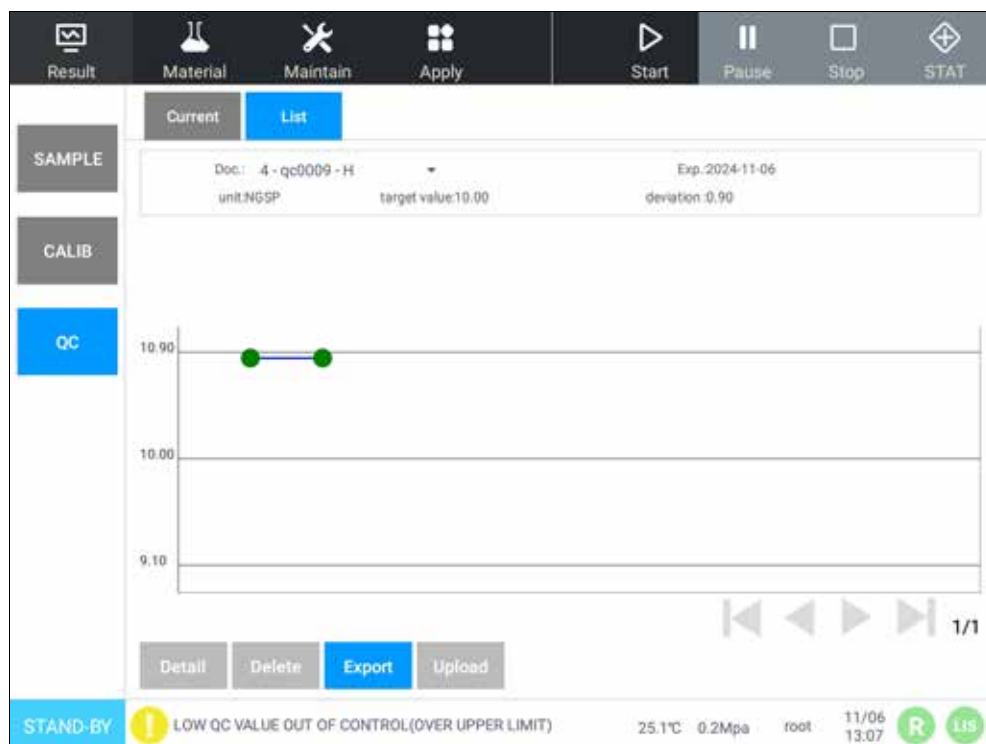 Result Material Maintain Apply Start Pause Stop STAT
Current List
SAMPLE
Doc.: 4 - qc0009 - H Exp.:2024-11-06
unit:NGSP target value:10.00 deviation:0.90
CALIB
QC
10.90
10.00
9.10
1/1
Detail Delete Export Upload
STAND-BY ! LOW QC VALUE OUT OF CONTROL(OVER UPPER LIMIT) 25.1℃ 0.2Mpa root 11/06 R LIS
13:07